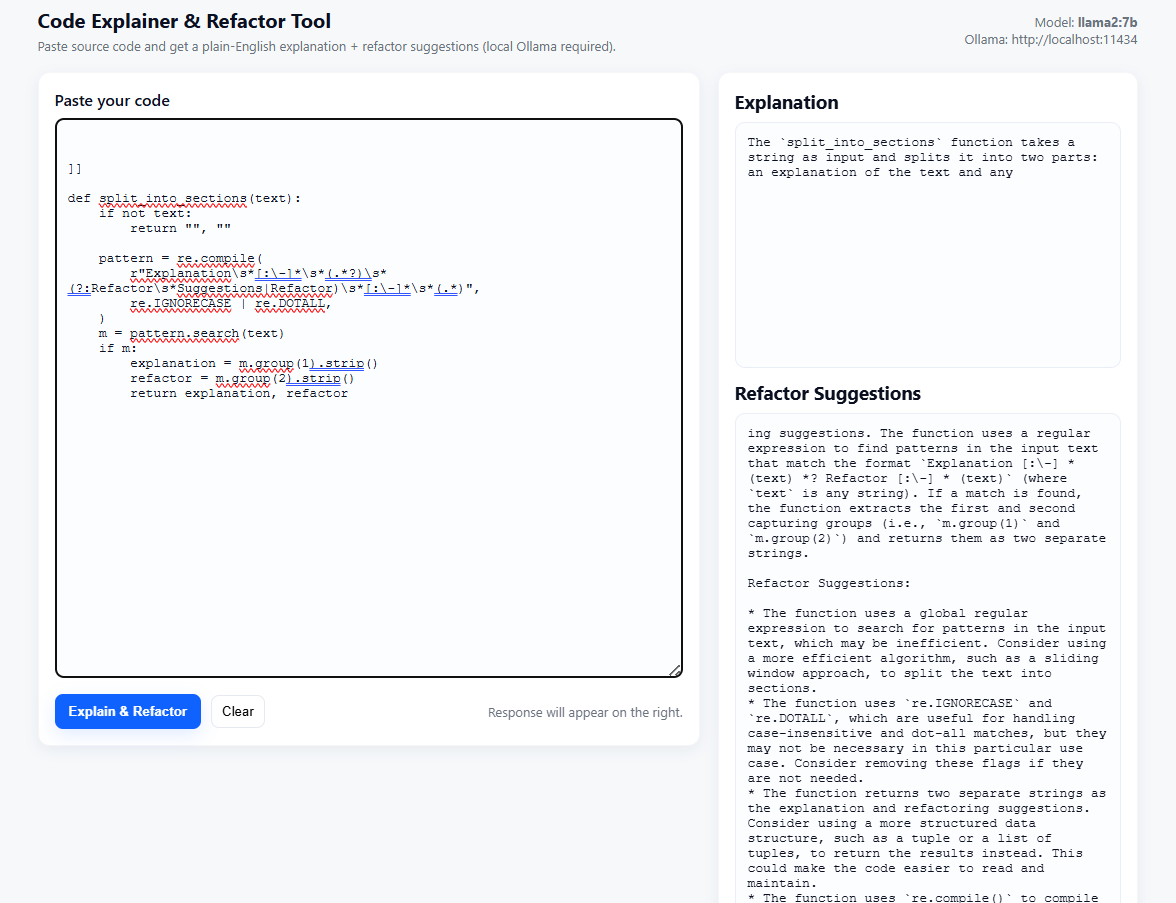 Code Explainer & Refactor Tool
Paste source code and get a plain-English explanation + refactor suggestions (local Ollama required).
Model: llama2:7b
Ollama: http://localhost:11434
Paste your code
]]
def split_into_sections(text):
    if not text:
        return "", ""
    pattern = re.compile(
        r"Explanation\s*[:\-]*\s*(.*?)\s*
(?:Refactor\s*Suggestions|Refactor)\s*[:\-]*\s*(.*)",
        re.IGNORECASE | re.DOTALL,
    )
    m = pattern.search(text)
    if m:
        explanation = m.group(1).strip()
        refactor = m.group(2).strip()
        return explanation, refactor
Explain & Refactor
Clear
Response will appear on the right.
Explanation
The `split_into_sections` function takes a
string as input and splits it into two parts:
an explanation of the text and any
Refactor Suggestions
ing suggestions. The function uses a regular
expression to find patterns in the input text
that match the format `Explanation [:\-] *
(text) *? Refactor [:\-] * (text)` (where
`text` is any string). If a match is found,
the function extracts the first and second
capturing groups (i.e., `m.group(1)` and
`m.group(2)`) and returns them as two separate
strings.
Refactor Suggestions:
* The function uses a global regular
expression to search for patterns in the input
text, which may be inefficient. Consider using
a more efficient algorithm, such as a sliding
window approach, to split the text into
sections.
* The function uses `re.IGNORECASE` and
`re.DOTALL`, which are useful for handling
case-insensitive and dot-all matches, but they
may not be necessary in this particular use
case. Consider removing these flags if they
are not needed.
* The function returns two separate strings as
the explanation and refactoring suggestions.
Consider using a more structured data
structure, such as a tuple or a list of
tuples, to return the results instead. This
could make the code easier to read and
maintain.
* The function uses `re.compile()` to compile